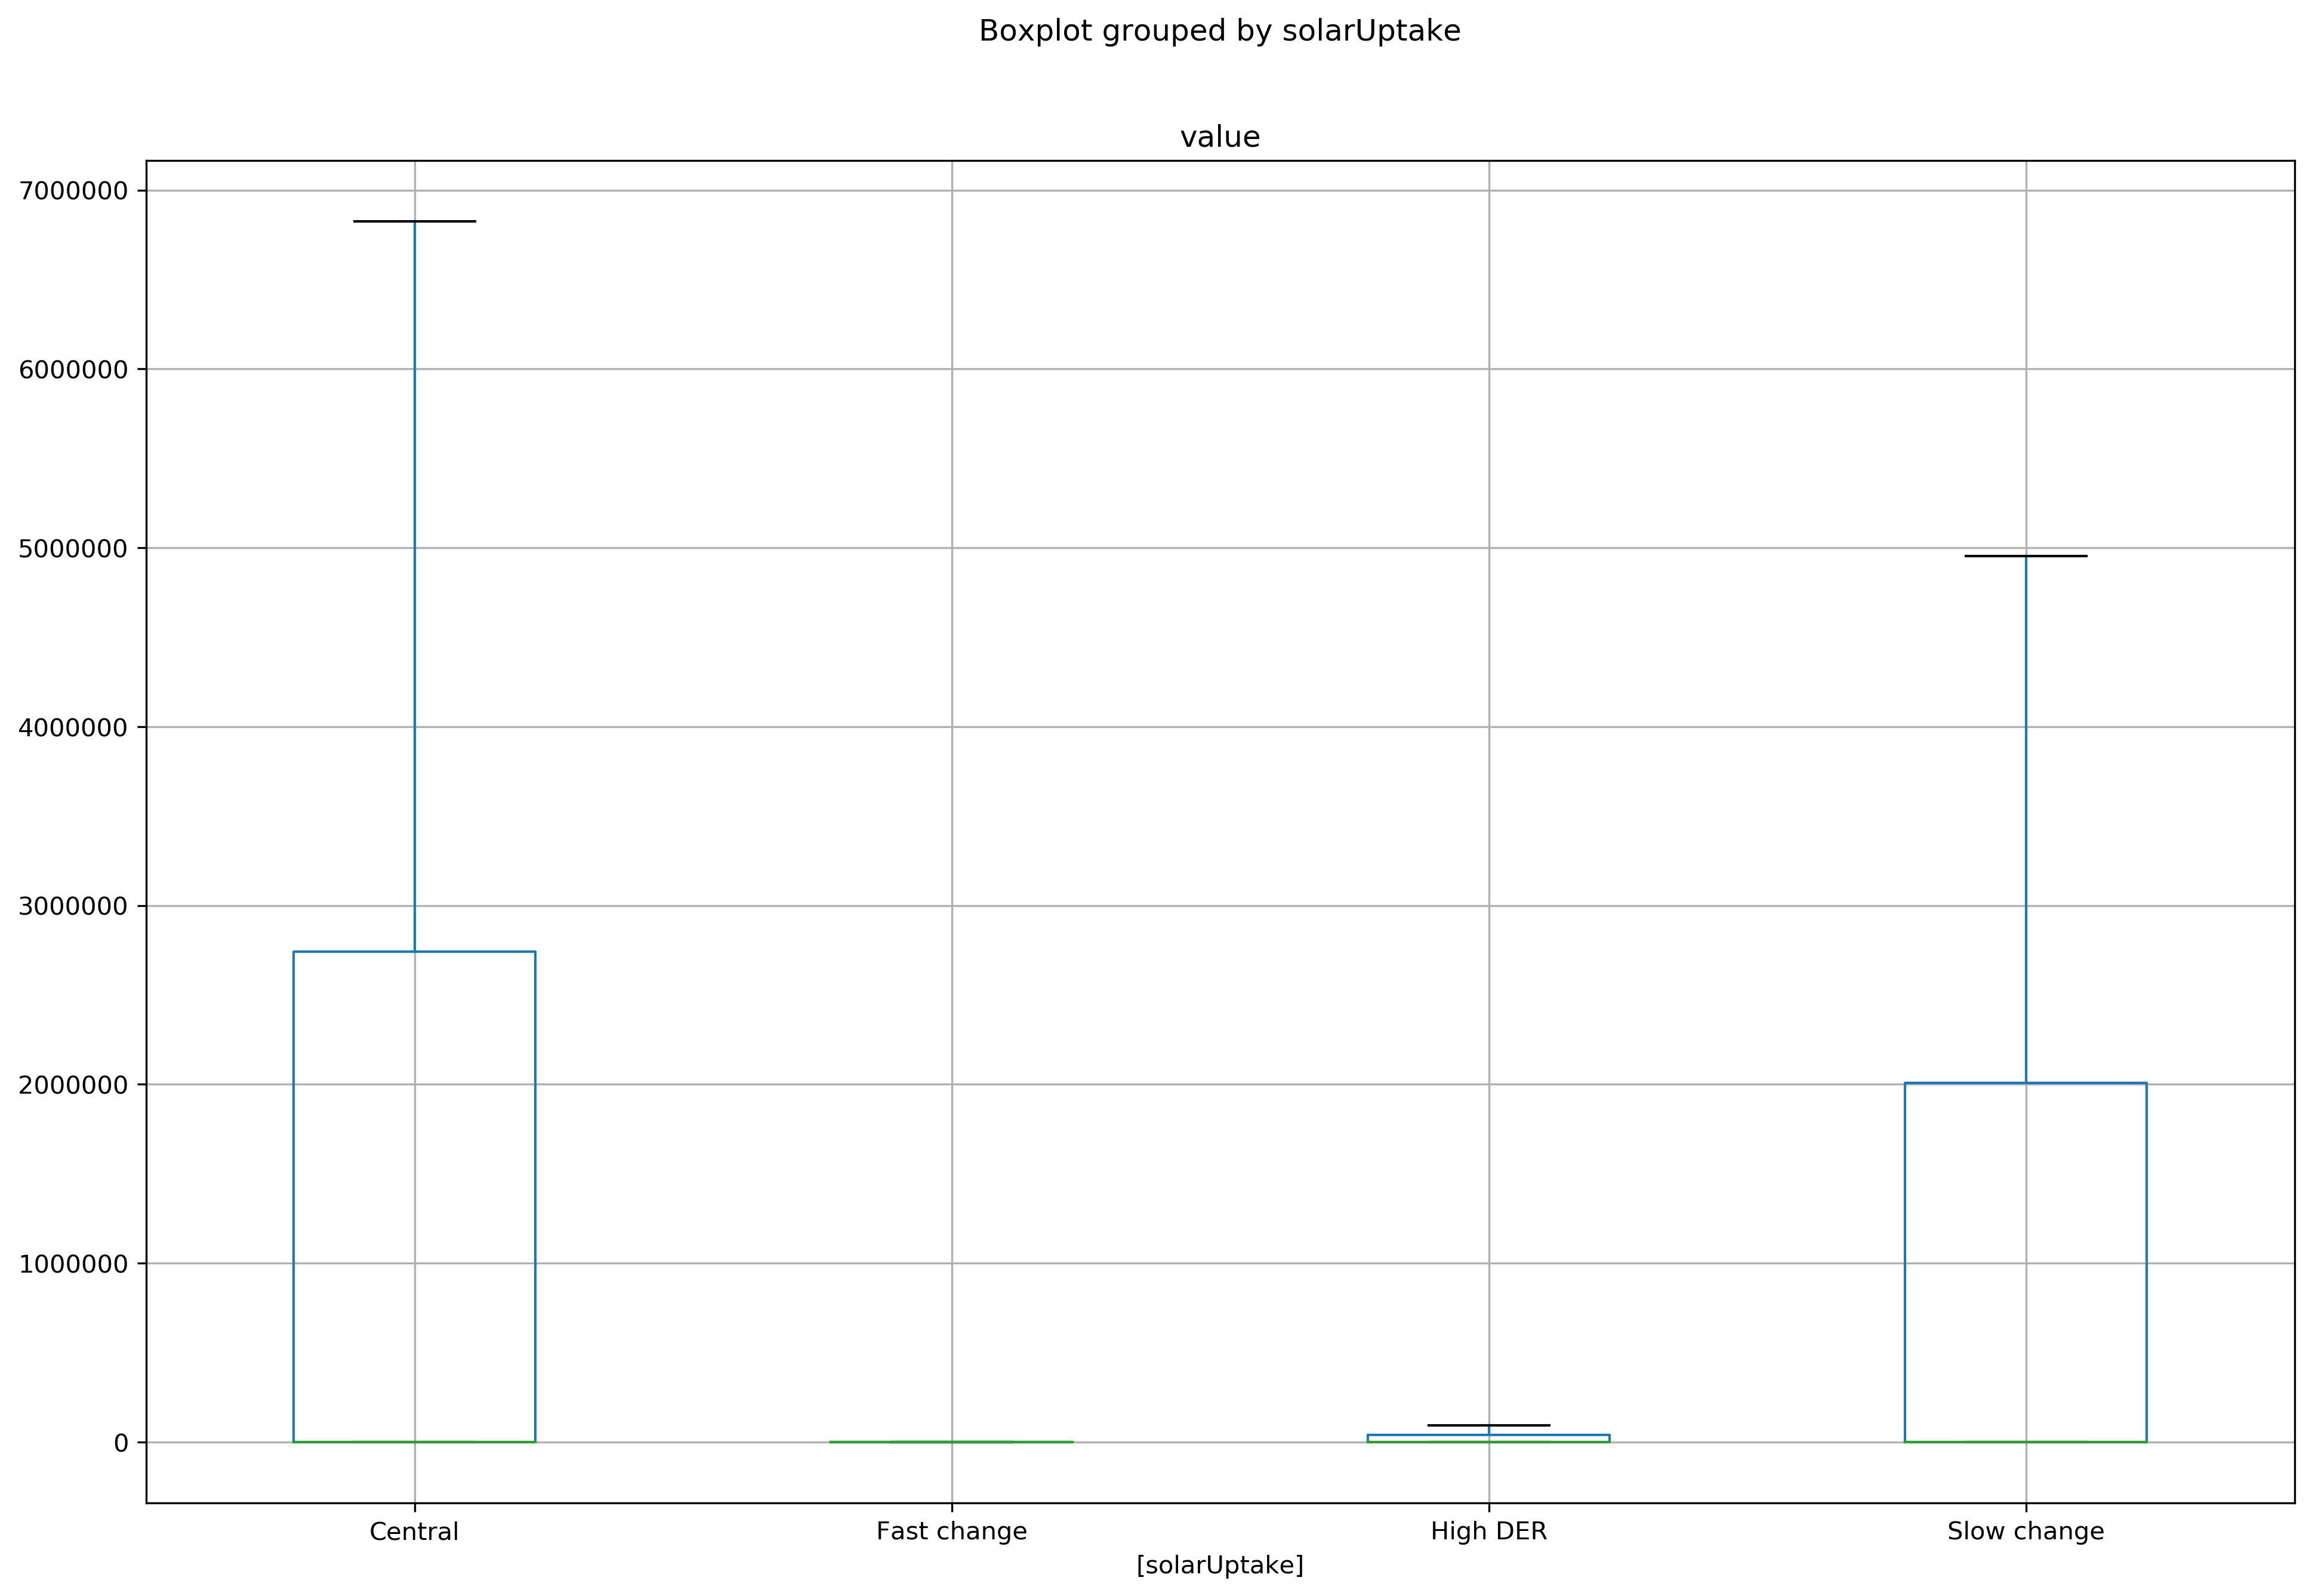 Boxplot grouped by solarUptake
value
7000000
6000000
5000000
4000000
3000000
2000000
1000000
0
Central Fast change High DER Slow change
[solarUptake]